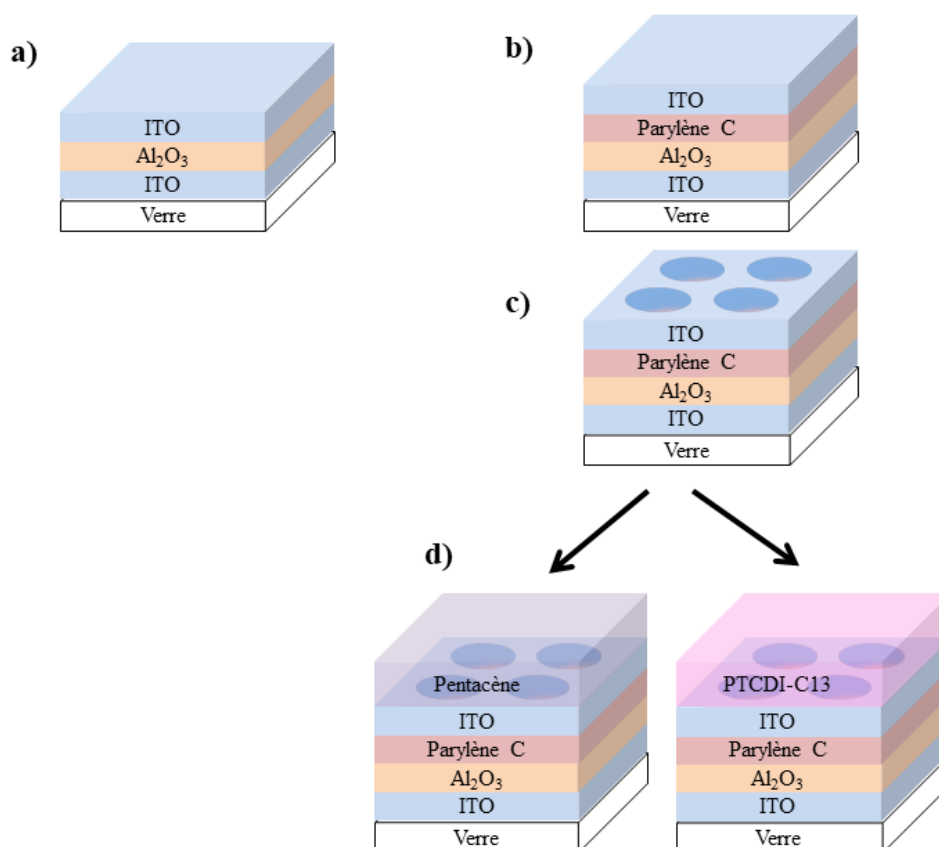 a)
ITO
Al₂O₃
ITO
Verre
b)
ITO
Parylène C
Al₂O₃
ITO
Verre
c)
ITO
Parylène C
Al₂O₃
ITO
Verre
d)
Pentacène
ITO
Parylène C
Al₂O₃
ITO
Verre
PTCDI-C13
ITO
Parylène C
Al₂O₃
ITO
Verre